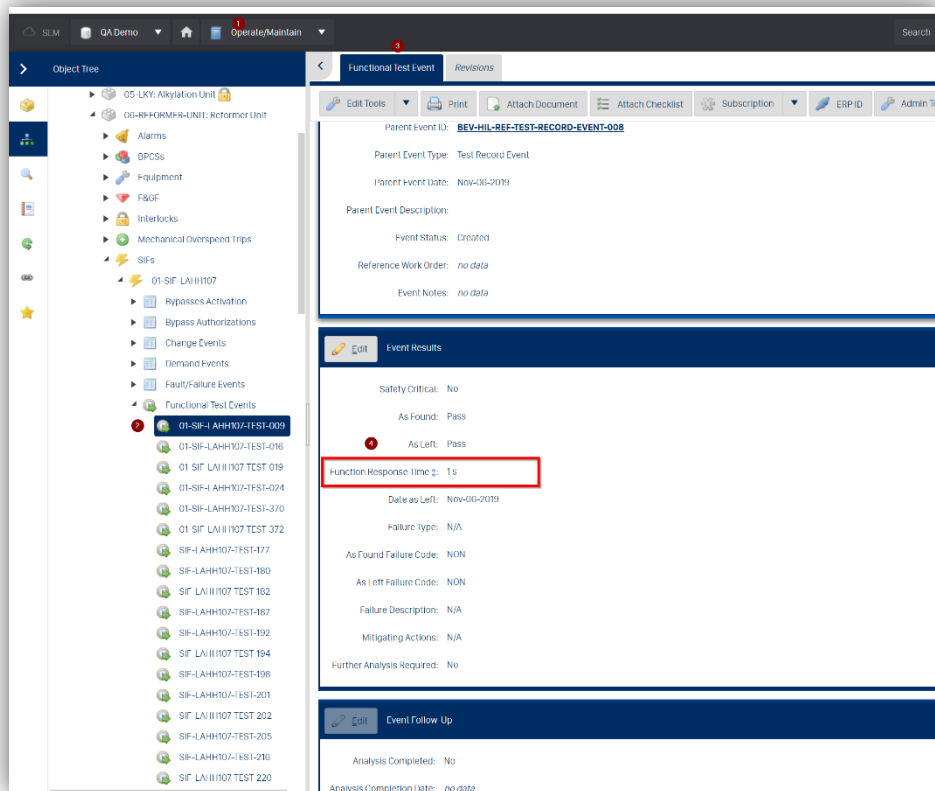 SLM QA Demo 1 Operate/Maintain Search
Object Tree
05-LKY: Alkylation Unit
06-REFORMER-UNIT: Reformer Unit
Alarms
BPCSs
Equipment
F&GF
Interlocks
Mechanical Overspeed Trips
SIFs
01-SIF-LAHH107
Bypasses Activation
Bypass Authorizations
Change Events
Demand Events
Fault/Failure Events
Functional Test Events
2 01-SIF-LAHH107-TEST-009
01-SIF-LAHH107-TEST-016
01-SIF-LAHH107-TEST-019
01-SIF-LAHH107-TEST-024
01-SIF-LAHH107-TEST-370
01-SIF-LAHH107-TEST-372
SIF-LAHH107-TEST-177
SIF-LAHH107-TEST-180
SIF-LAHH107-TEST-182
SIF-LAHH107-TEST-187
SIF-LAHH107-TEST-192
SIF-LAHH107-TEST-194
SIF-LAHH107-TEST-198
SIF-LAHH107-TEST-201
SIF-LAHH107-TEST-202
SIF-LAHH107-TEST-205
SIF-LAHH107-TEST-216
SIF-LAHH107-TEST-220
3
Functional Test Event Revisions
Edit Tools Print Attach Document Attach Checklist Subscription ERP ID Admin T
Parent Event ID: BEV-HIL-REF-TEST-RECORD-EVENT-008
Parent Event Type: Test Record Event
Parent Event Date: Nov-06-2019
Parent Event Description:
Event Status: Created
Reference Work Order: no data
Event Notes: no data
Edit Event Results
Safety Critical: No
As Found: Pass
4 As Left: Pass
Function Response Time ‡: 1 s
Date as Left: Nov-06-2019
Failure Type: N/A
As Found Failure Code: NON
As Left Failure Code: NON
Failure Description: N/A
Mitigating Actions: N/A
Further Analysis Required: No
Edit Event Follow Up
Analysis Completed: No
Analysis Completion Date: no data